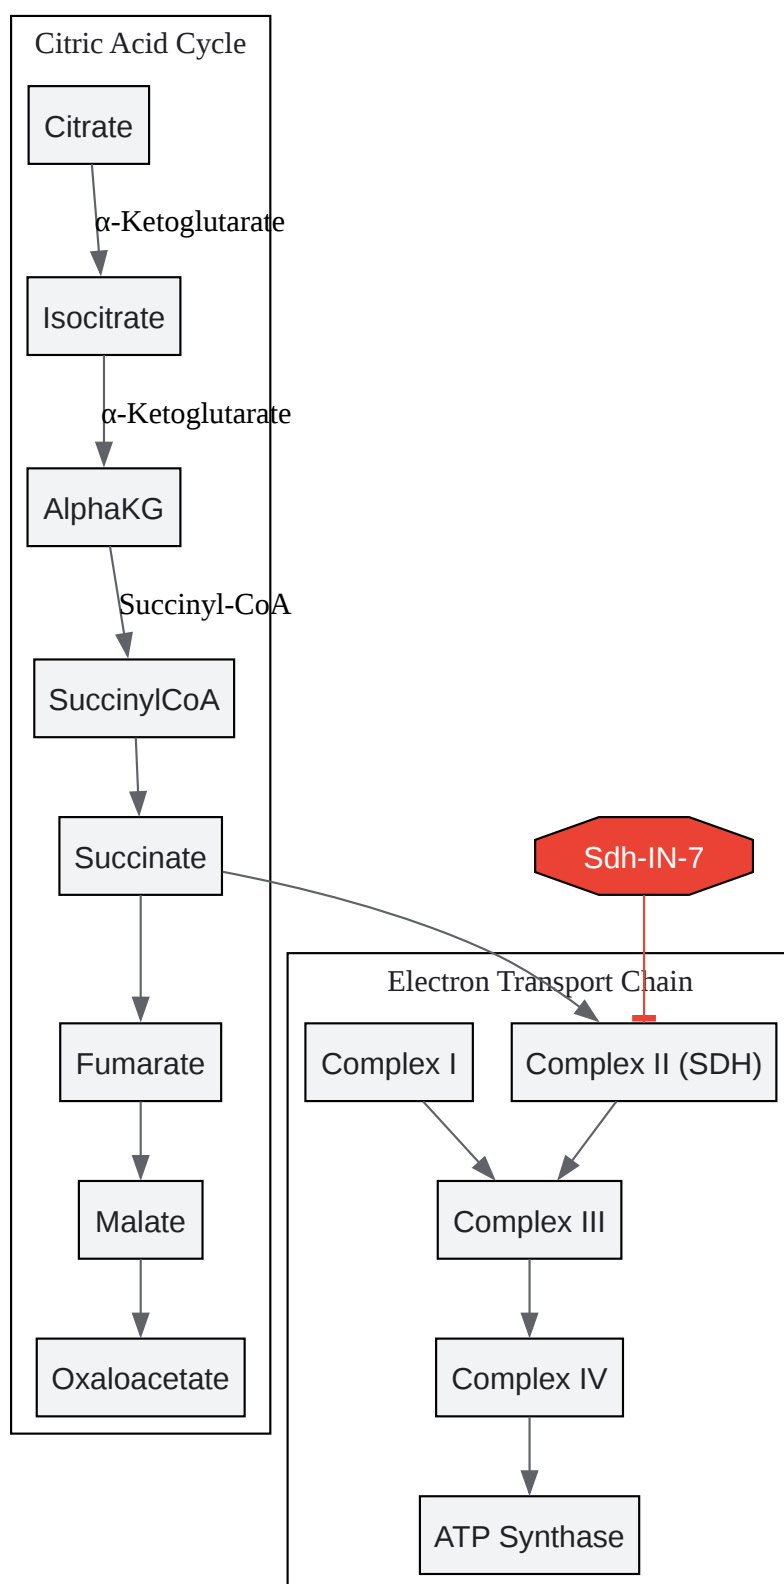 Citric Acid Cycle
Citrate
α-Ketoglutarate
Isocitrate
α-Ketoglutarate
AlphaKG
Succinyl-CoA
SuccinylCoA
Succinate
Sdh-IN-7
Electron Transport Chain
Fumarate
Complex I
Complex II (SDH)
Malate
Complex III
Oxaloacetate
Complex IV
ATP Synthase